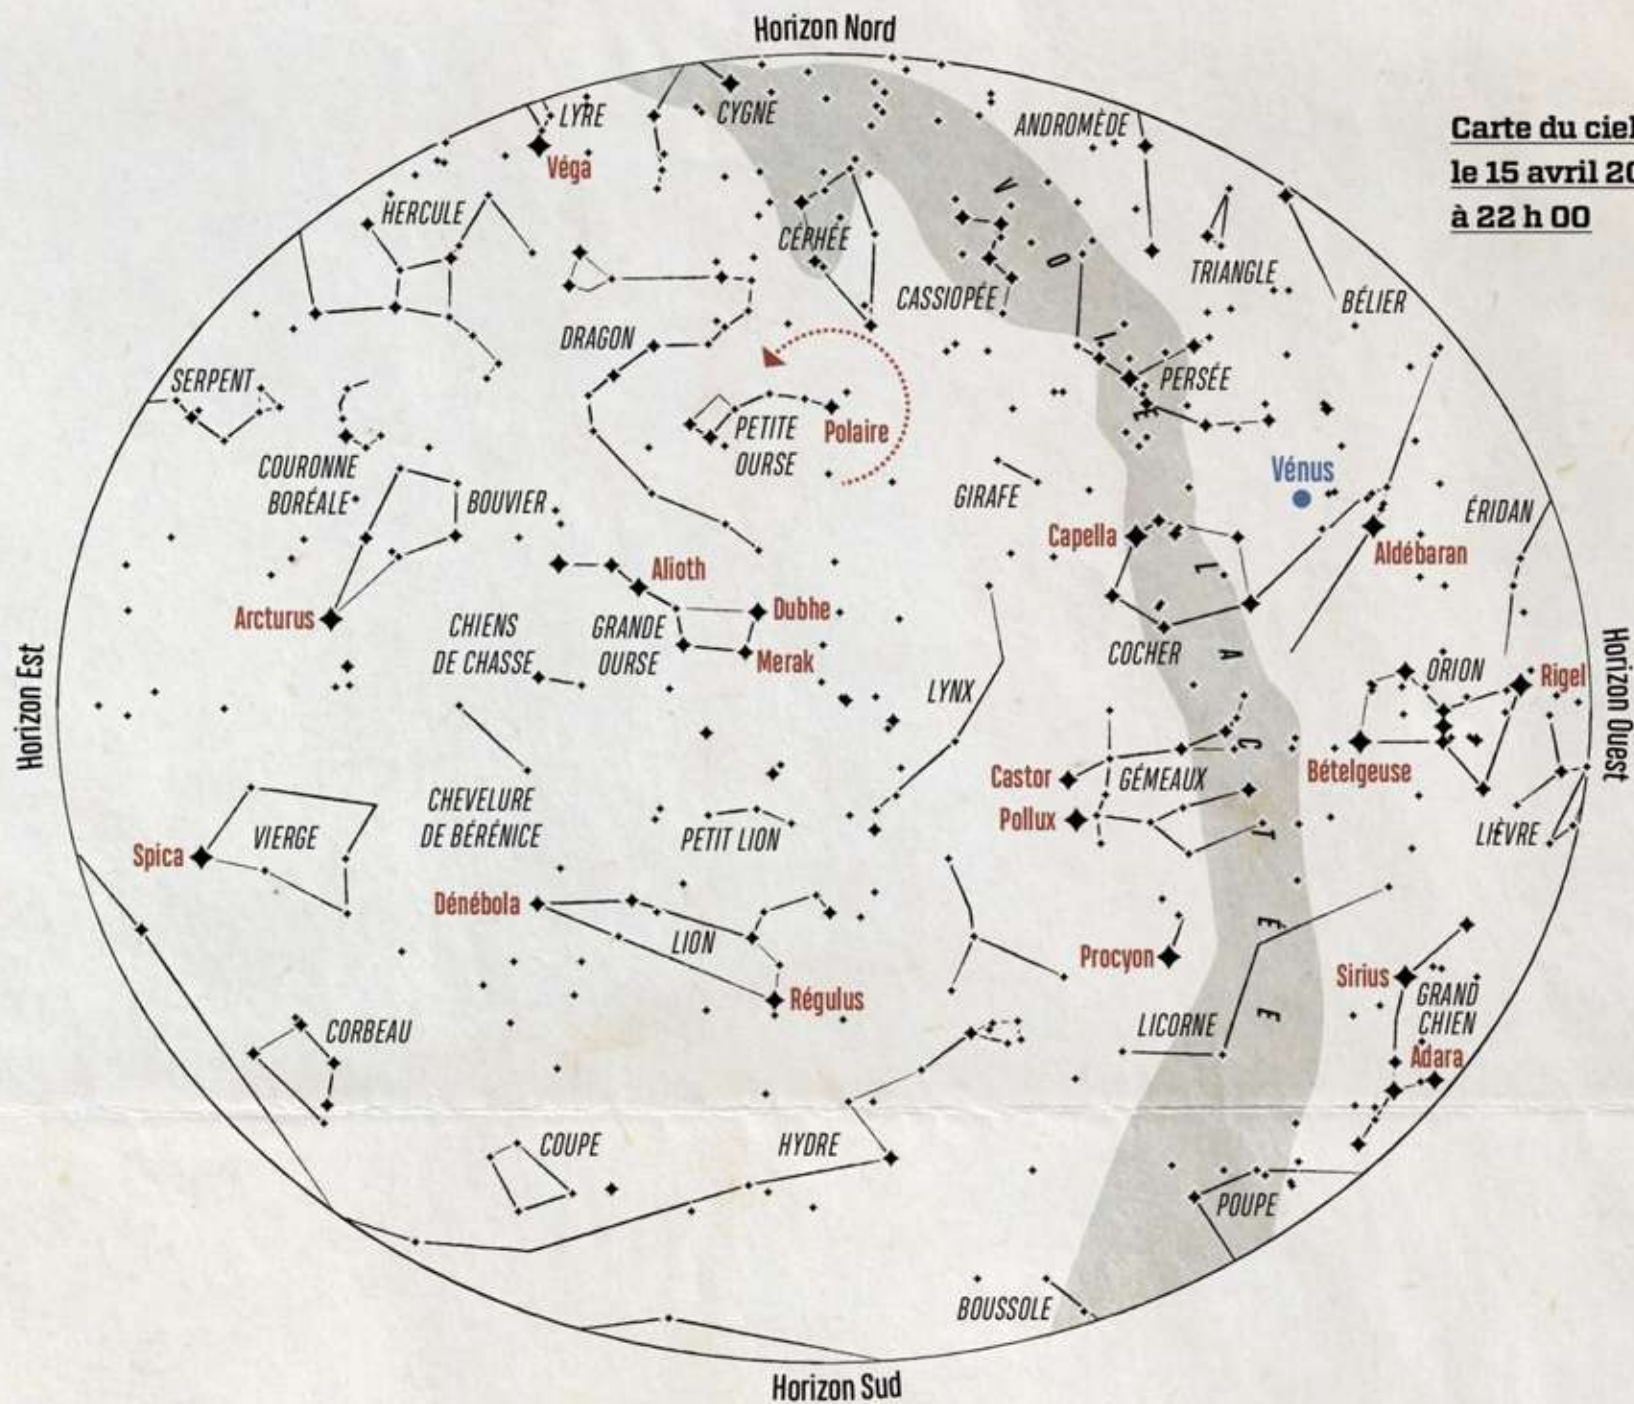 Horizon Nord
Carte du ciel
le 15 avril 20
à 22 h 00
LYRE
CYGNE
ANDROMÈDE
Véga
HERCULE
CÉPHÉE
CASSIOPÉE
TRIANGLE
BÉLIER
DRAGON
SERPENT
PERSÉE
PETITE
OURSE
Polaire
COURONNE
BORÉALE
BOUVIER
GIRAFE
Vénus
ÉRIDAN
Capella
Aldébaran
Alioth
Arcturus
CHIENS
DE CHASSE
GRANDE
OURSE
Dubhe
Merak
COCHER
VOIE LACTÉE
LYNX
ORION
Rigel
Horizon Est
Horizon Ouest
Castor
GÉMEAUX
Bételgeuse
Pollux
CHEVELURE
DE BÉRÉNICE
PETIT LION
LIÈVRE
VIERGE
Spica
Dénébola
LION
Procyon
Sirius
GRAND
CHIEN
Régulus
LICORNE
CORBEAU
Adara
COUPE
HYDRE
POUPE
BOUSSOLE
Horizon Sud